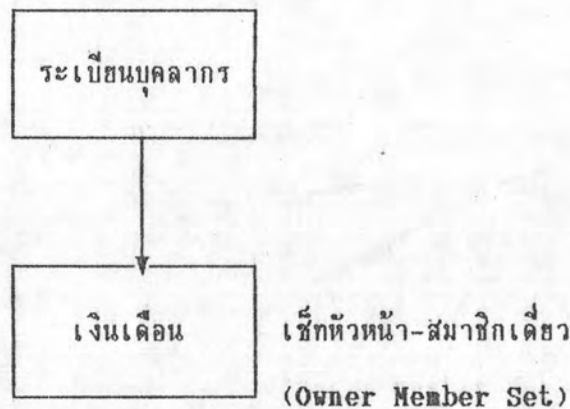 ระเบียนบุคลากร
เงินเดือน
เซ็ทหัวหน้า-สมาชิกเดี่ยว
(Owner Member Set)